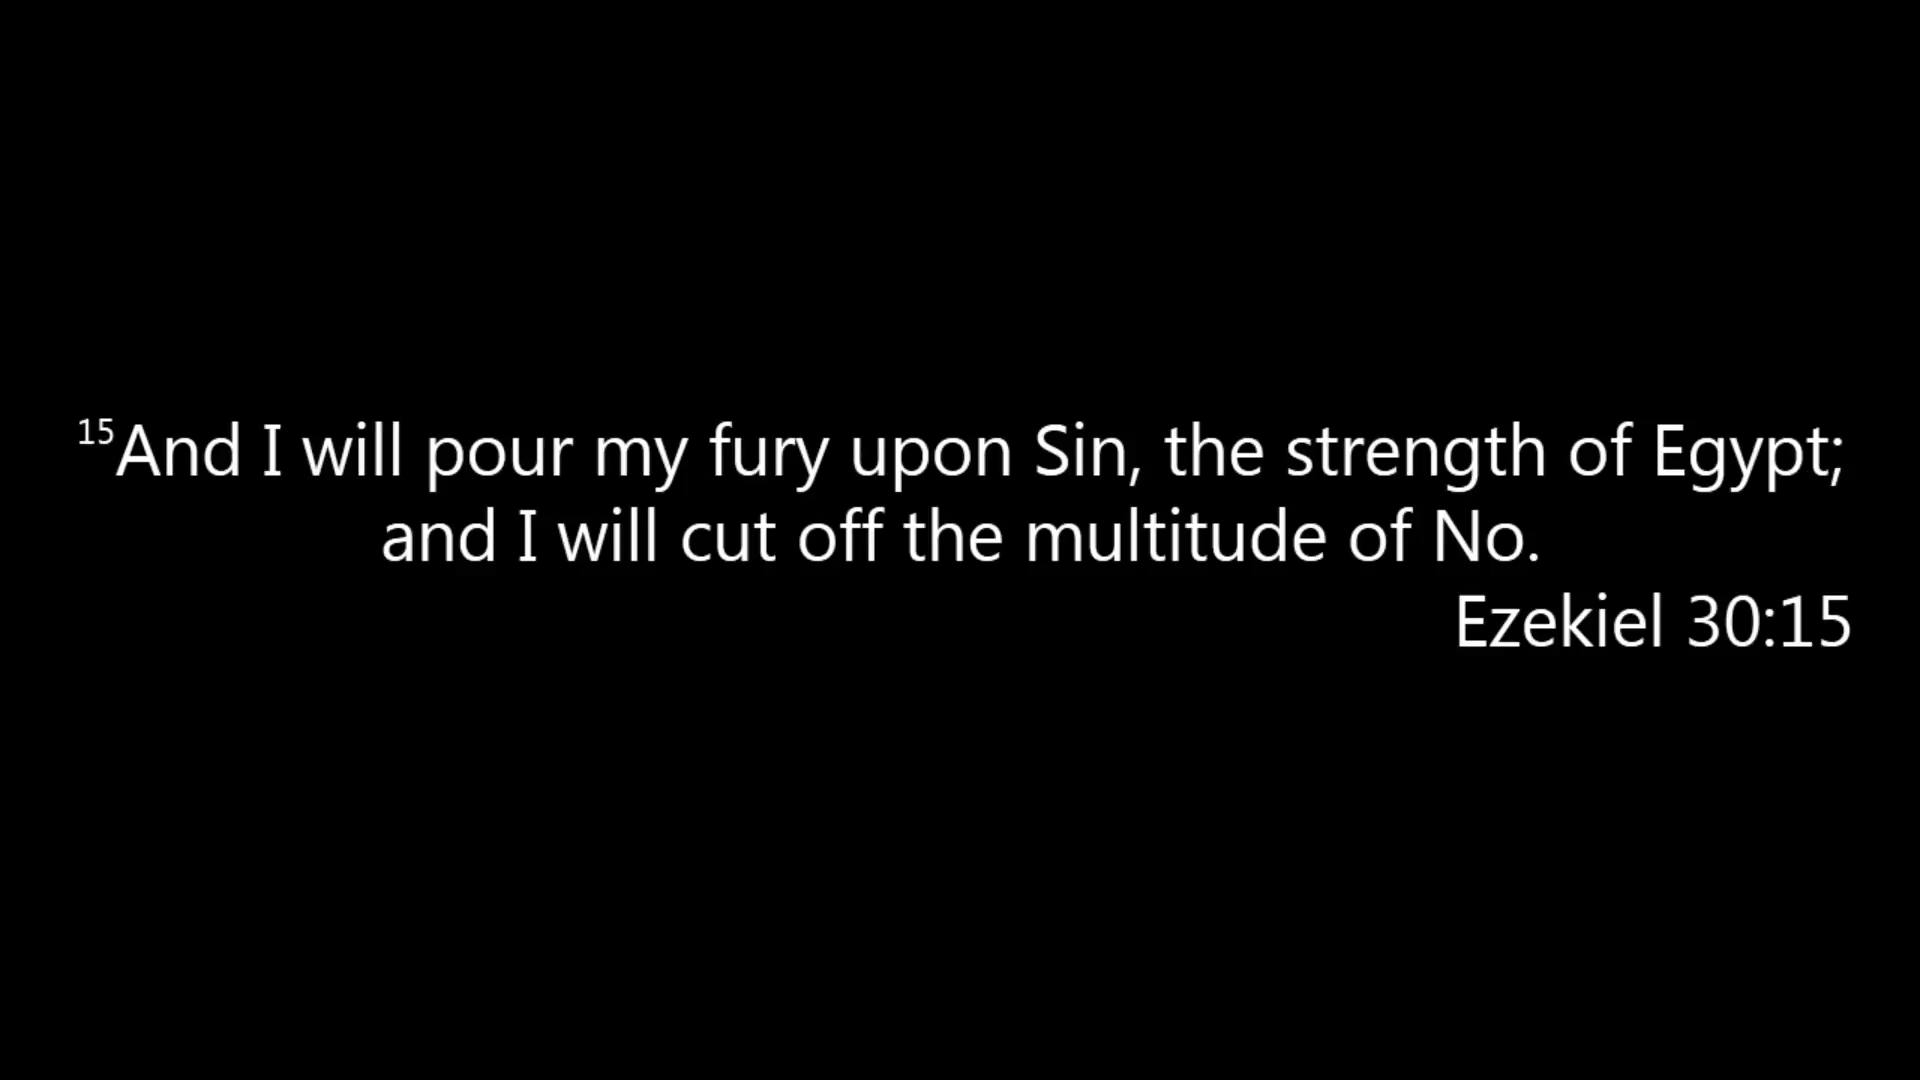 15And I will pour my fury upon Sin, the strength of Egypt;
and I will cut off the multitude of No.
Ezekiel 30:15